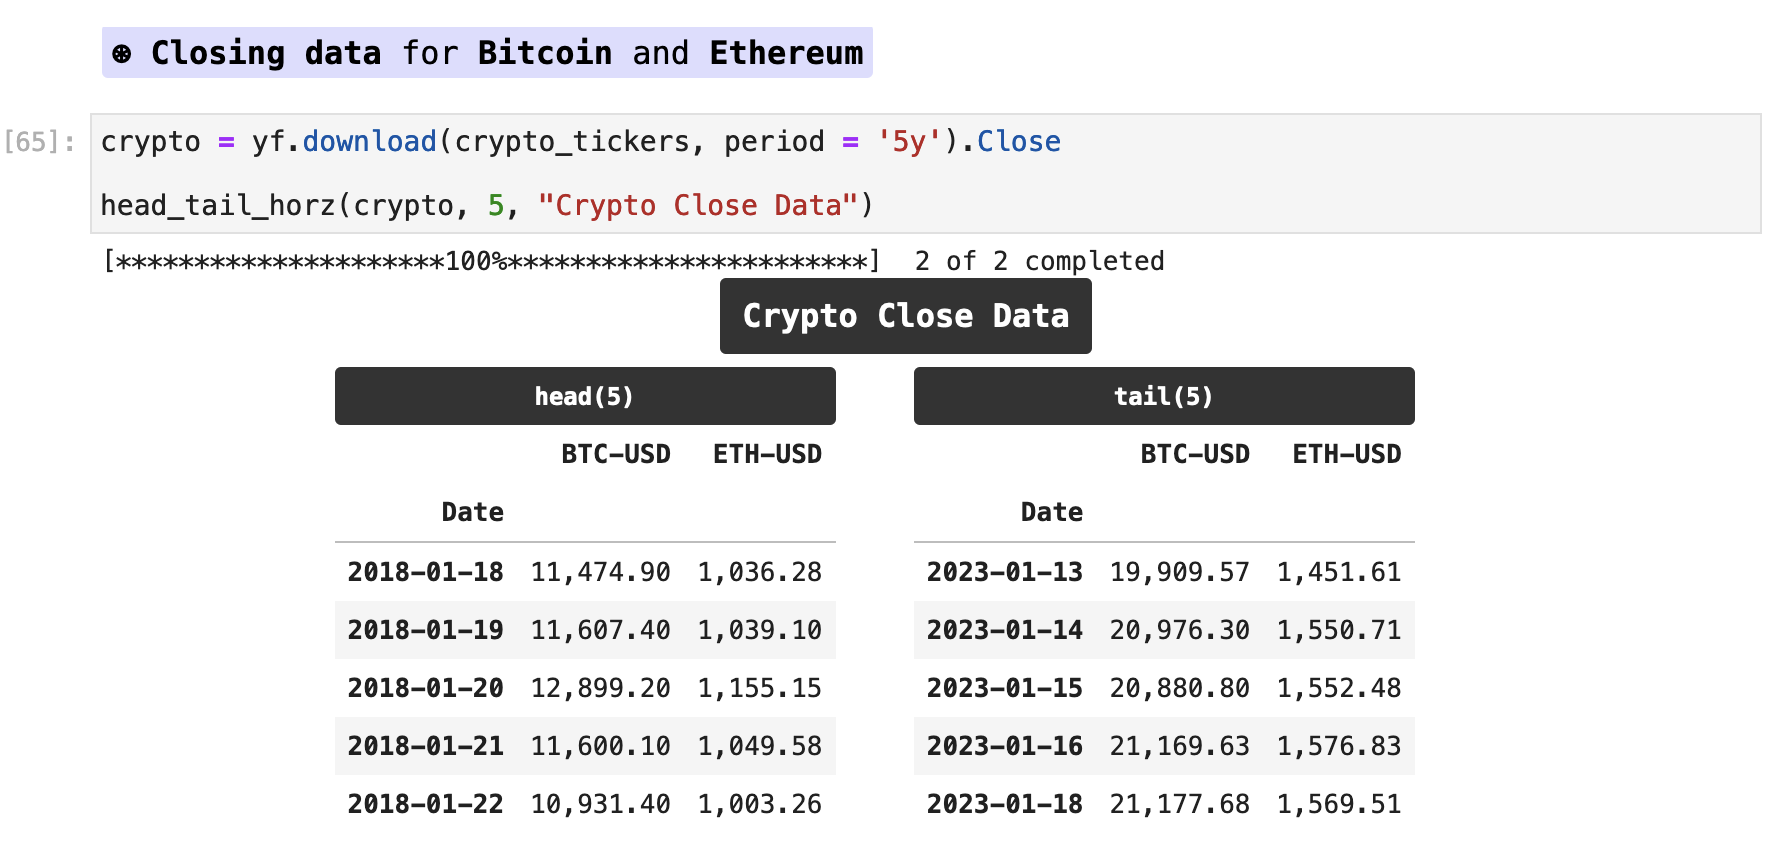 ⊛ Closing data for Bitcoin and Ethereum
[65]: crypto = yf.download(crypto_tickers, period = '5y').Close
head_tail_horz(crypto, 5, "Crypto Close Data")
[*********************100%***********************]  2 of 2 completed
Crypto Close Data
head(5)
BTC-USD ETH-USD
Date
2018-01-18 11,474.90 1,036.28
2018-01-19 11,607.40 1,039.10
2018-01-20 12,899.20 1,155.15
2018-01-21 11,600.10 1,049.58
2018-01-22 10,931.40 1,003.26
tail(5)
BTC-USD ETH-USD
Date
2023-01-13 19,909.57 1,451.61
2023-01-14 20,976.30 1,550.71
2023-01-15 20,880.80 1,552.48
2023-01-16 21,169.63 1,576.83
2023-01-18 21,177.68 1,569.51